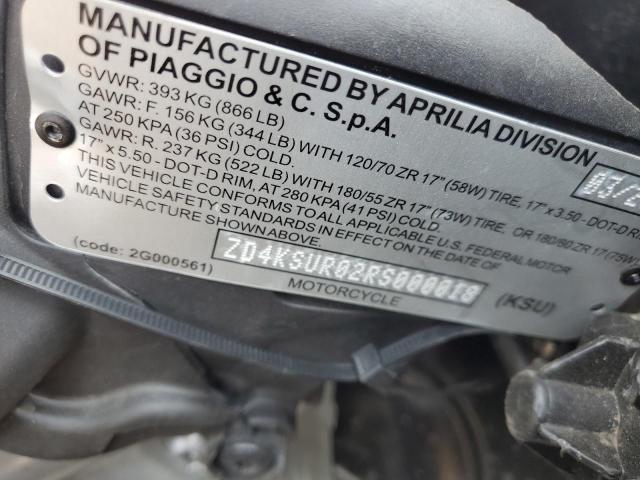 MANUFACTURED BY APRILIA DIVISION
OF PIAGGIO & C. S.p.A.
GVWR: 393 KG (866 LB)
GAWR: F. 156 KG (344 LB) WITH 120/70 ZR 17" (58W) TIRE, 17" x 3.50 - DOT-D RI
AT 250 KPA (36 PSI) COLD.
GAWR: R. 237 KG (522 LB) WITH 180/55 ZR 17" (73W) TIRE, OR 180/60 ZR 17 (75W)
17" x 5.50 - DOT-D RIM, AT 280 KPA (41 PSI) COLD.
THIS VEHICLE CONFORMS TO ALL APPLICABLE U.S. FEDERAL MOTOR
VEHICLE SAFETY STANDARDS IN EFFECT ON THE DATE OF
MANUFACTURE SHOWN ABOVE.
03/2
ZD4KSUR02RS000018
(code: 2G000561)
MOTORCYCLE
(KSU)